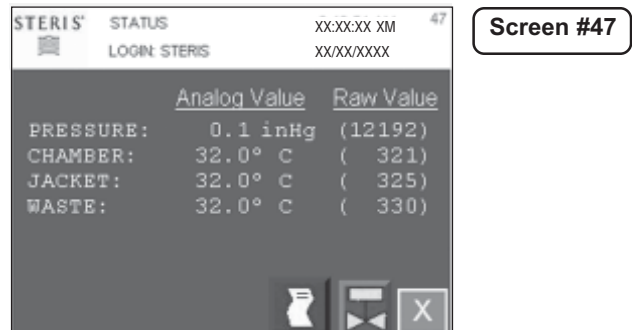 STERIS® STATUS XX:XX:XX XM 47
LOGIN: STERIS XX/XX/XXXX
Screen #47
Analog Value Raw Value
PRESSURE: 0.1 inHg (12192)
CHAMBER: 32.0° C ( 321)
JACKET: 32.0° C ( 325)
WASTE: 32.0° C ( 330)
X